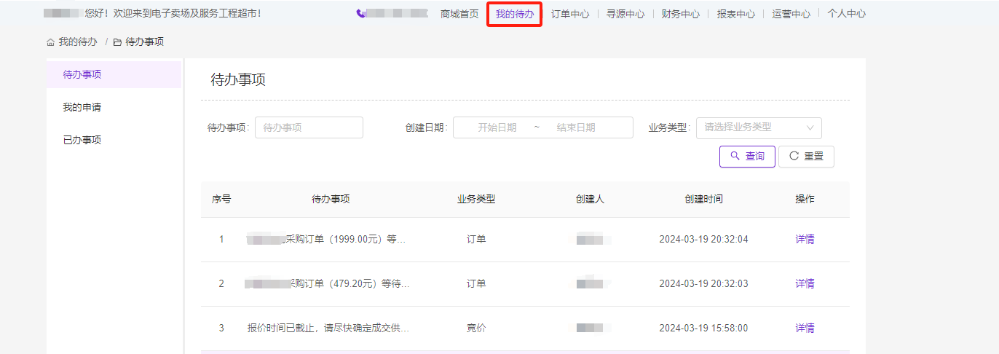 您好！欢迎来到电子卖场及服务工程超市！ 商城首页 我的待办 订单中心 寻源中心 财务中心 报表中心 运营中心 个人中心
我的待办 / 待办事项
待办事项
我的申请
已办事项
待办事项
待办事项： 待办事项 创建日期： 开始日期 ~ 结束日期 业务类型： 请选择业务类型
查询 重置
序号 待办事项 业务类型 创建人 创建时间 操作
1 采购订单（1999.00元）等... 订单 2024-03-19 20:32:04 详情
2 采购订单（479.20元）等待... 订单 2024-03-19 20:32:03 详情
3 报价时间已截止，请尽快确定成交供... 竞价 2024-03-19 15:58:00 详情